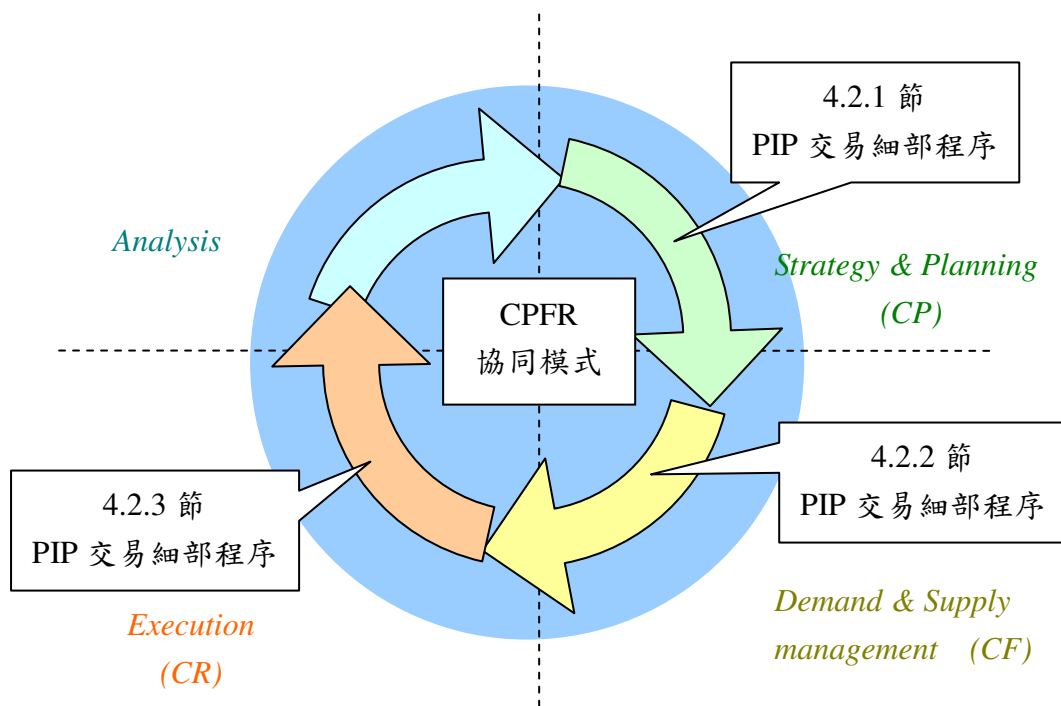 4.2.1 節
PIP 交易細部程序
Analysis
Strategy & Planning
(CP)
CPFR
協同模式
4.2.2 節
PIP 交易細部程序
4.2.3 節
PIP 交易細部程序
Demand & Supply
management (CF)
Execution
(CR)